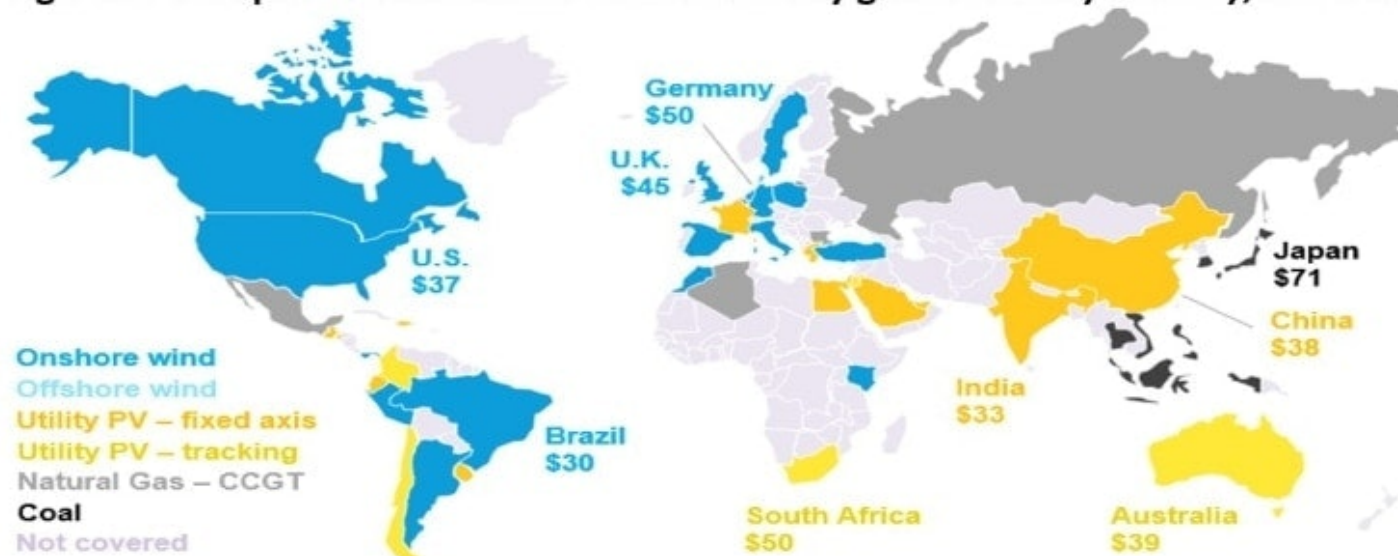 Germany
$50
U.K.
$45
U.S.
$37
Japan
$71
China
$38
India
$33
Brazil
$30
South Africa
$50
Australia
$39
Onshore wind
Offshore wind
Utility PV – fixed axis
Utility PV – tracking
Natural Gas – CCGT
Coal
Not covered